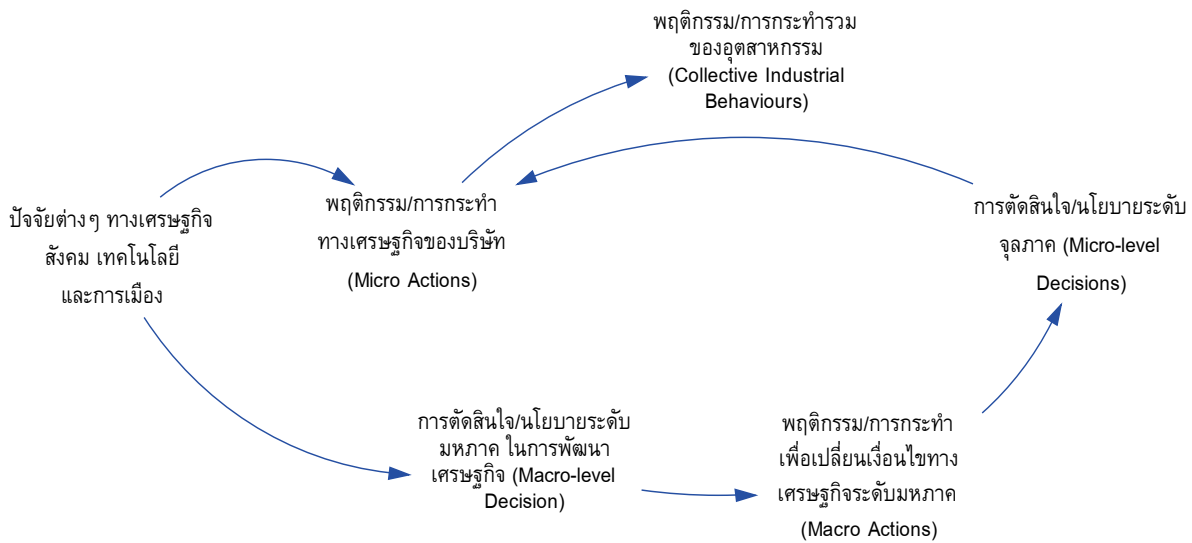 พฤติกรรม/การกระทำรวม
ของอุตสาหกรรม
(Collective Industrial
Behaviours)
ปัจจัยต่างๆ ทางเศรษฐกิจ
สังคม เทคโนโลยี
และการเมือง
พฤติกรรม/การกระทำ
ทางเศรษฐกิจของบริษัท
(Micro Actions)
การตัดสินใจ/นโยบายระดับ
จุลภาค (Micro-level
Decisions)
การตัดสินใจ/นโยบายระดับ
มหภาค ในการพัฒนา
เศรษฐกิจ (Macro-level
Decision)
พฤติกรรม/การกระทำ
เพื่อเปลี่ยนเงื่อนไขทาง
เศรษฐกิจระดับมหภาค
(Macro Actions)